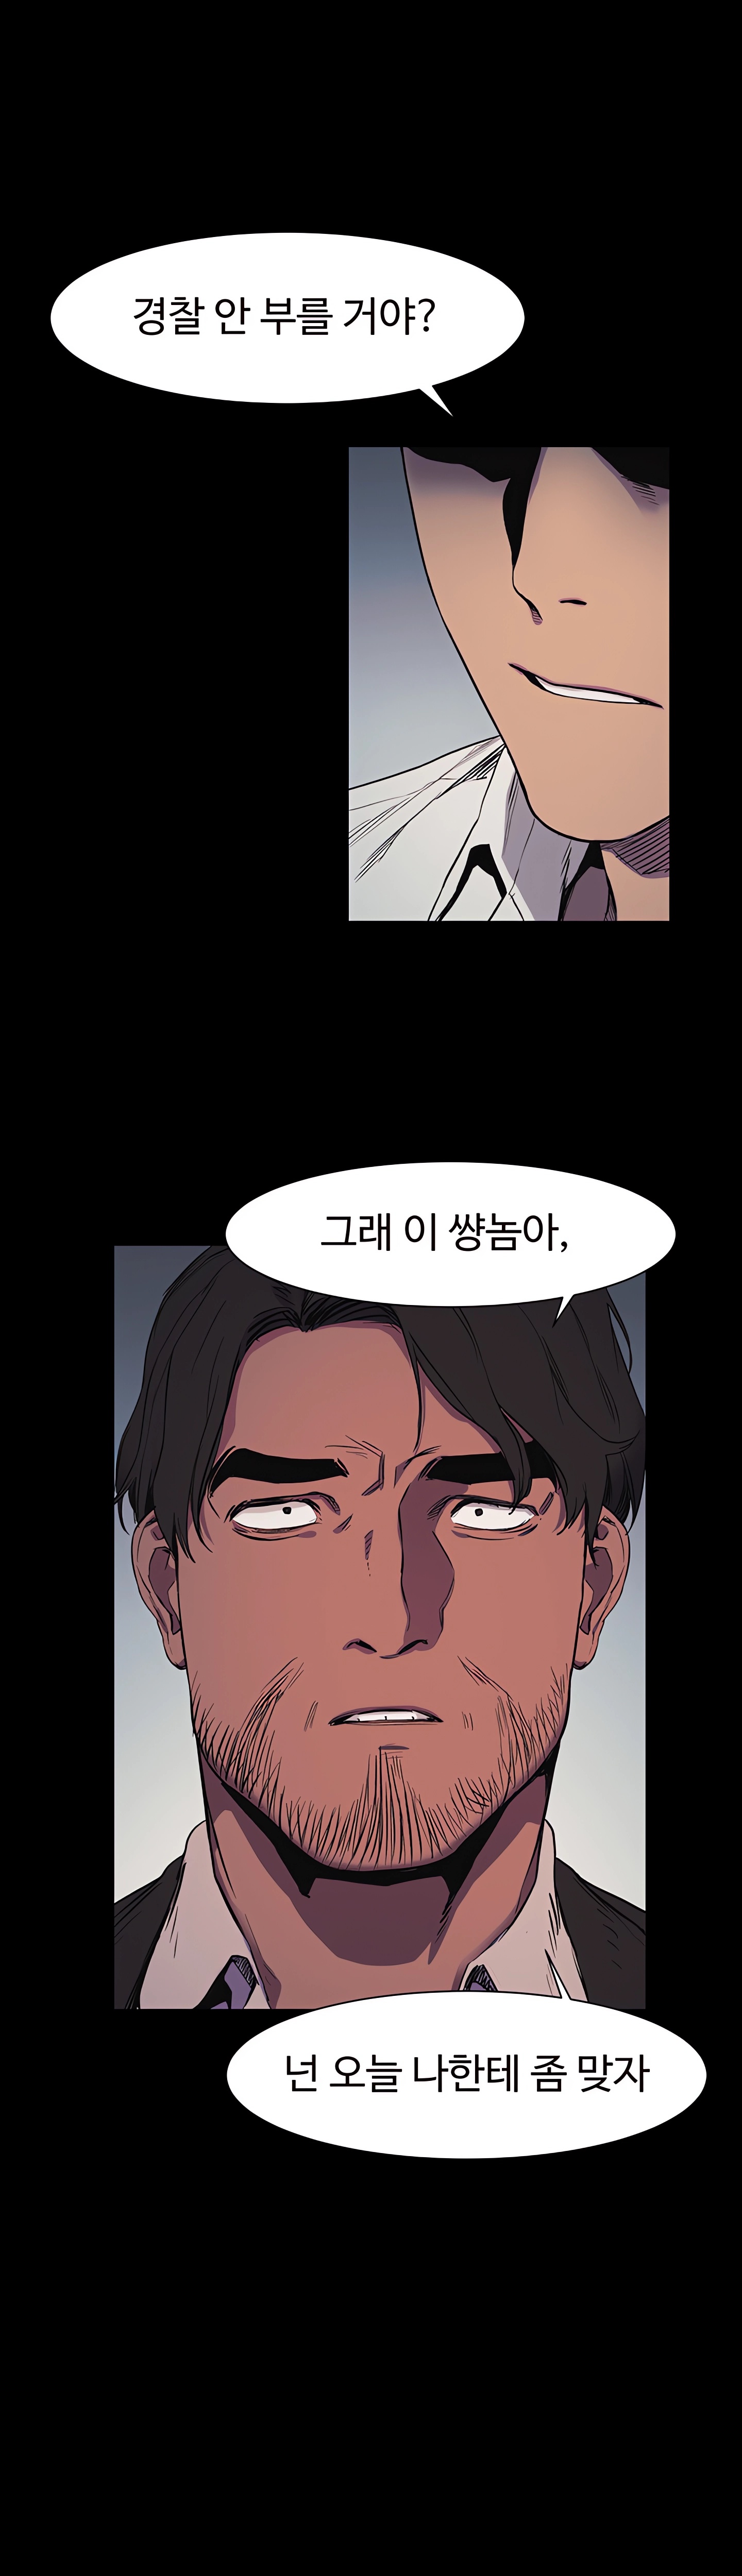 경찰 안 부를 거야?
그래 이 썅놈아,
넌 오늘 나한테 좀 맞자